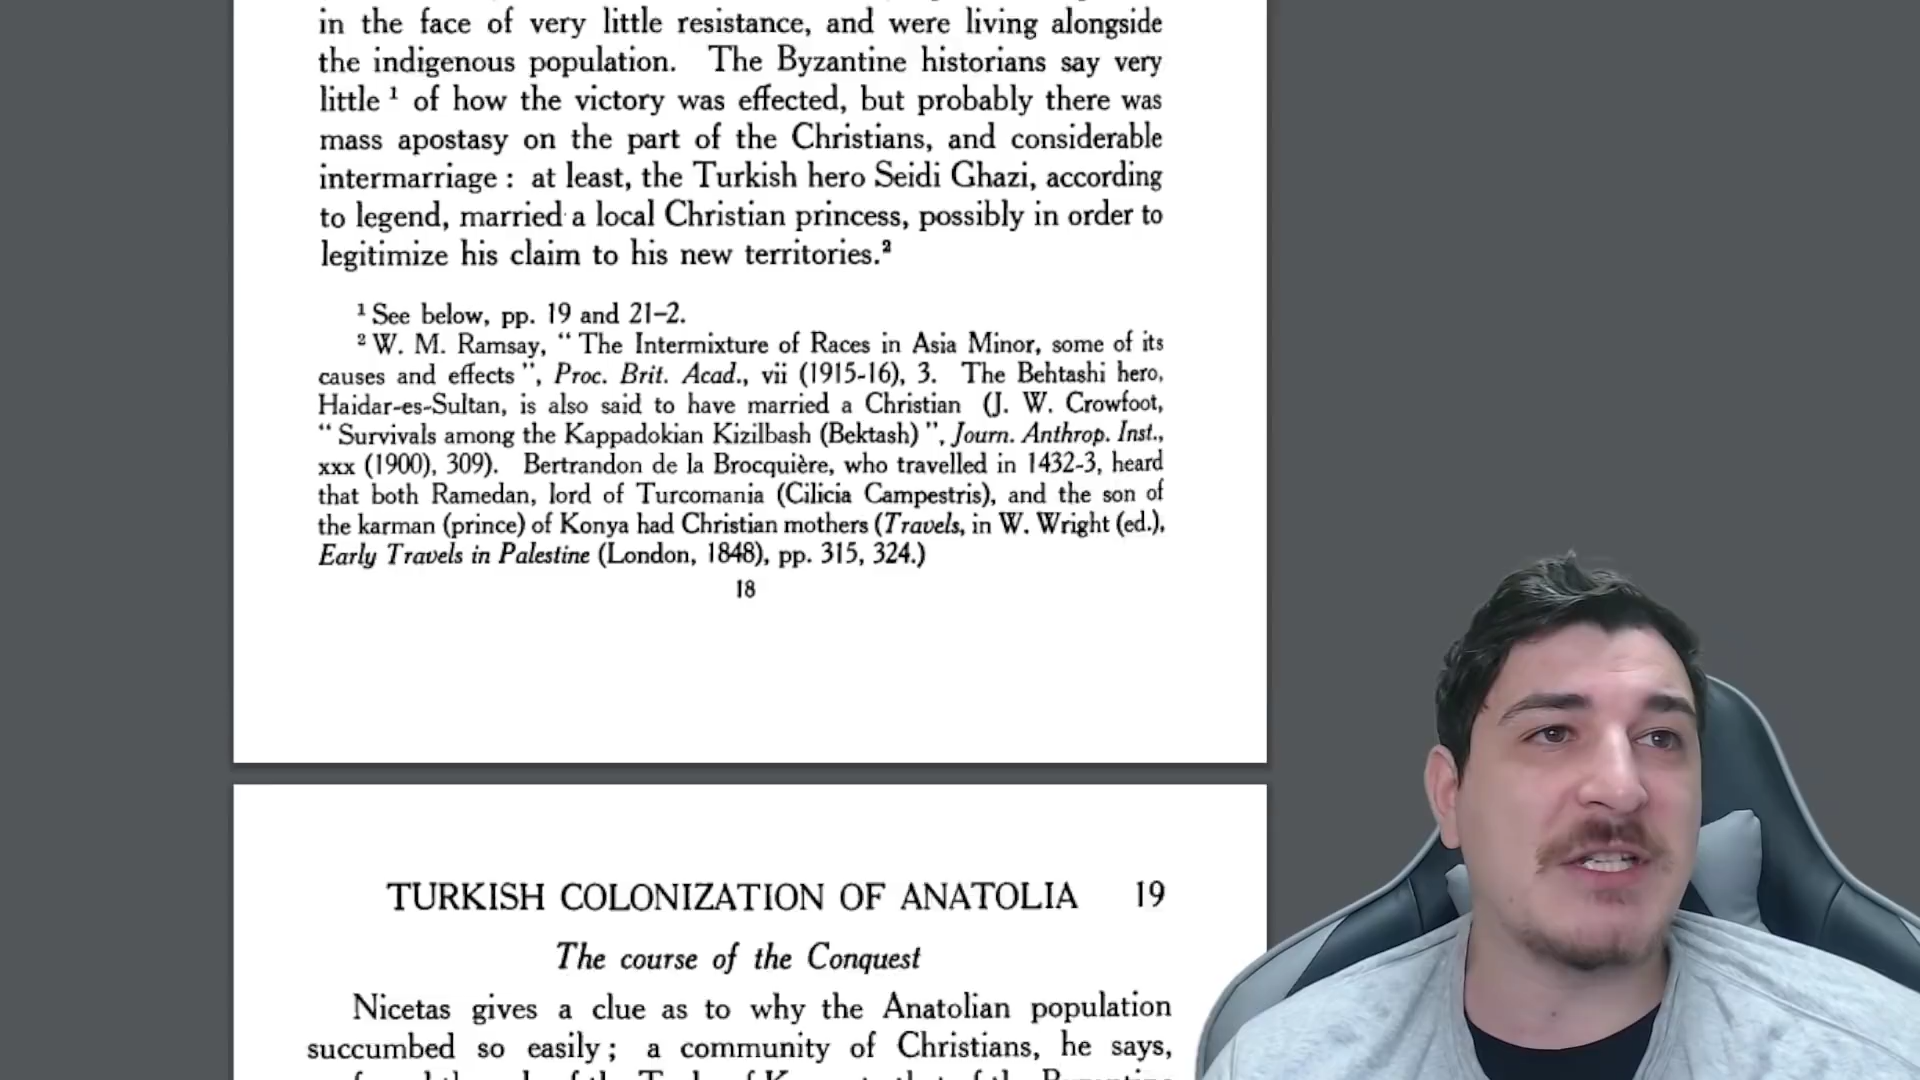 in the face of very little resistance, and were living alongside
the indigenous population. The Byzantine historians say very
little ¹ of how the victory was effected, but probably there was
mass apostasy on the part of the Christians, and considerable
intermarriage : at least, the Turkish hero Seidi Ghazi, according
to legend, married a local Christian princess, possibly in order to
legitimize his claim to his new territories.²
¹ See below, pp. 19 and 21–2.
² W. M. Ramsay, “ The Intermixture of Races in Asia Minor, some of its
causes and effects ”, Proc. Brit. Acad., vii (1915-16), 3. The Behtashi hero,
Haidar-es-Sultan, is also said to have married a Christian (J. W. Crowfoot,
“ Survivals among the Kappadokian Kizilbash (Bektash) ”, Journ. Anthrop. Inst.,
xxx (1900), 309). Bertrandon de la Brocquière, who travelled in 1432-3, heard
that both Ramedan, lord of Turcomania (Cilicia Campestris), and the son of
the karman (prince) of Konya had Christian mothers (Travels, in W. Wright (ed.),
Early Travels in Palestine (London, 1848), pp. 315, 324.)
18
TURKISH COLONIZATION OF ANATOLIA 19
The course of the Conquest
Nicetas gives a clue as to why the Anatolian population
succumbed so easily ; a community of Christians, he says,